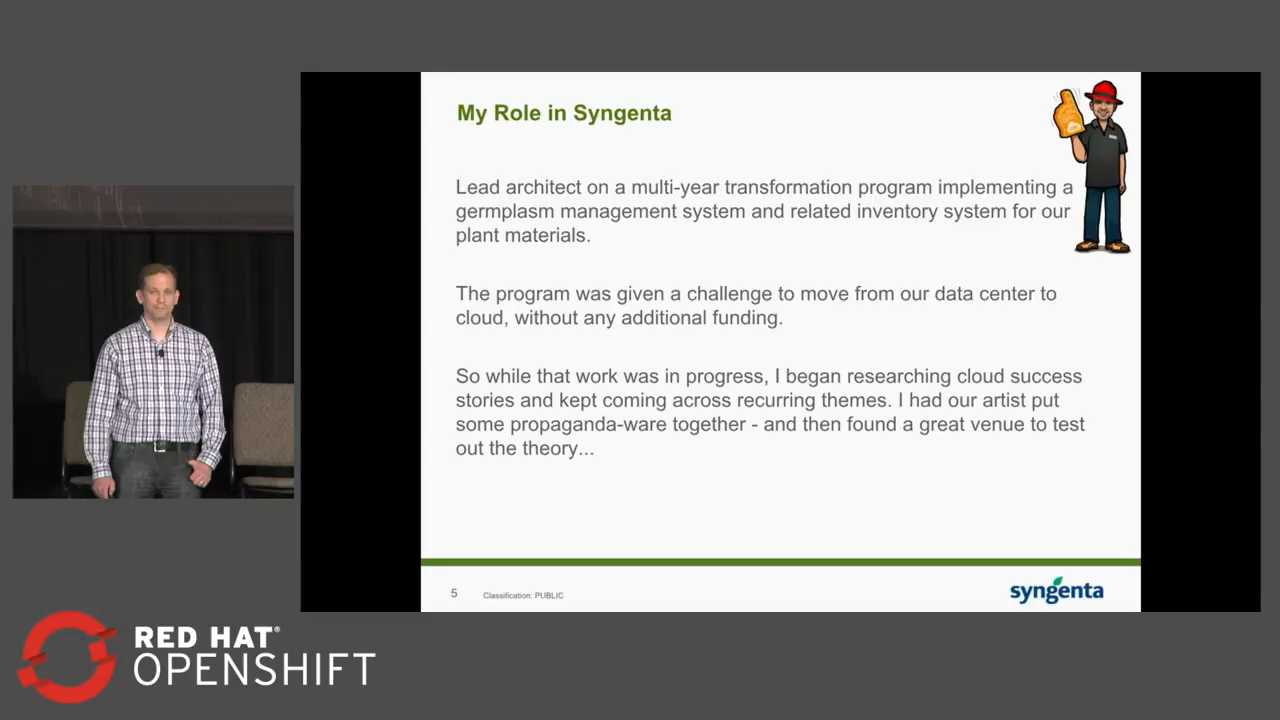 My Role in Syngenta
Lead architect on a multi-year transformation program implementing a
germplasm management system and related inventory system for our
plant materials.
The program was given a challenge to move from our data center to
cloud, without any additional funding.
So while that work was in progress, I began researching cloud success
stories and kept coming across recurring themes. I had our artist put
some propaganda-ware together - and then found a great venue to test
out the theory...
5
Classification: PUBLIC
syngenta
RED HAT®
OPENSHIFT